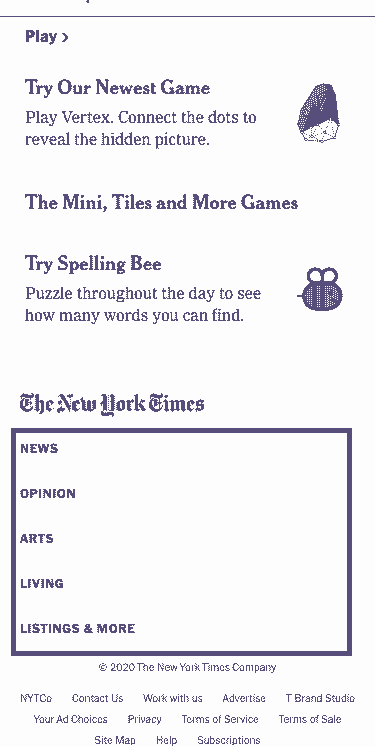 Play >
Try Our Newest Game
Play Vertex. Connect the dots to
reveal the hidden picture.
The Mini, Tiles and More Games
Try Spelling Bee
Puzzle throughout the day to see
how many words you can find.
The New York Times
NEWS
OPINION
ARTS
LIVING
LISTINGS & MORE
© 2020 The New York Times Company
NYTCo Contact Us Work with us Advertise T Brand Studio
Your Ad Choices Privacy Terms of Service Terms of Sale
Site Map Help Subscriptions